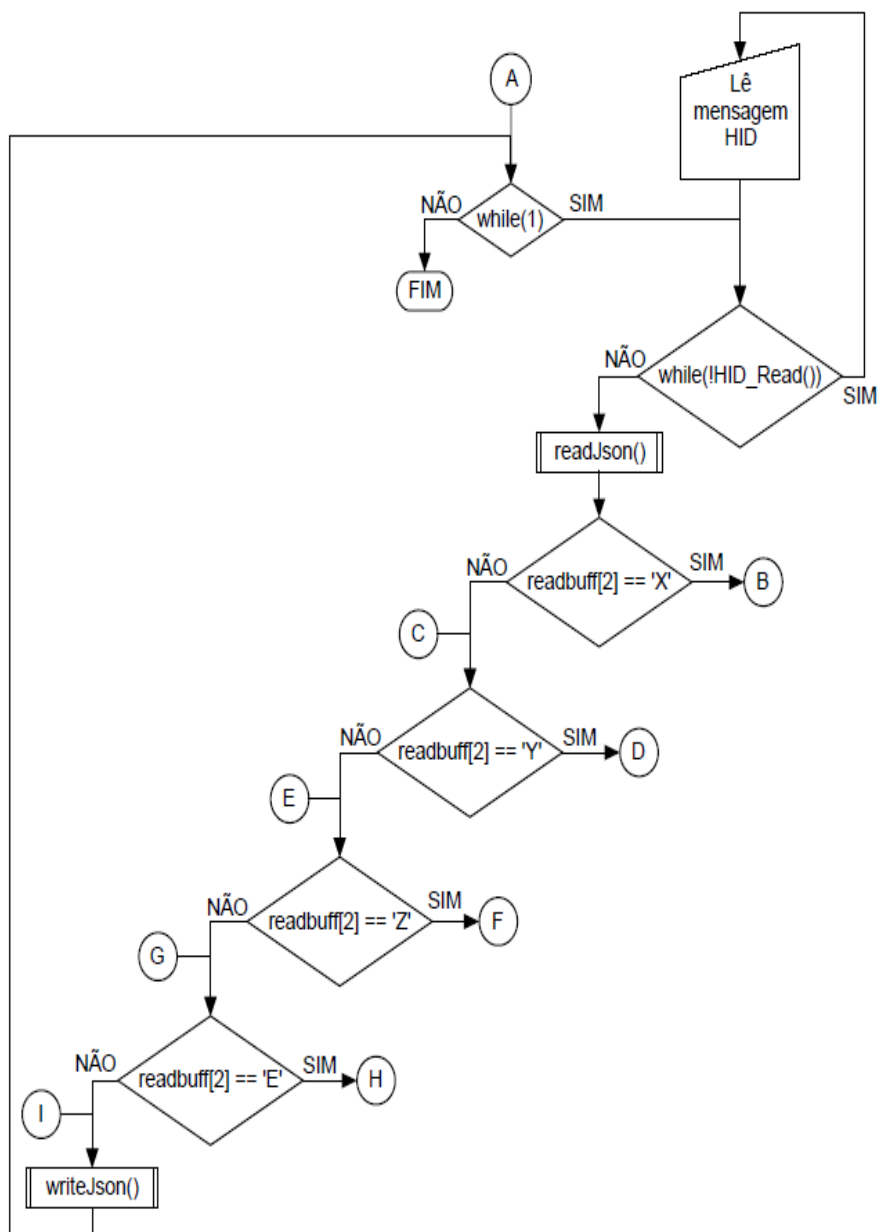 A
Lê
mensagem
HID
NÃO
while(1)
SIM
FIM
NÃO
while(!HID_Read())
SIM
readJson()
NÃO
readbuff[2] == 'X'
SIM
B
C
NÃO
readbuff[2] == 'Y'
SIM
D
E
NÃO
readbuff[2] == 'Z'
SIM
F
G
NÃO
readbuff[2] == 'E'
SIM
H
I
writeJson()